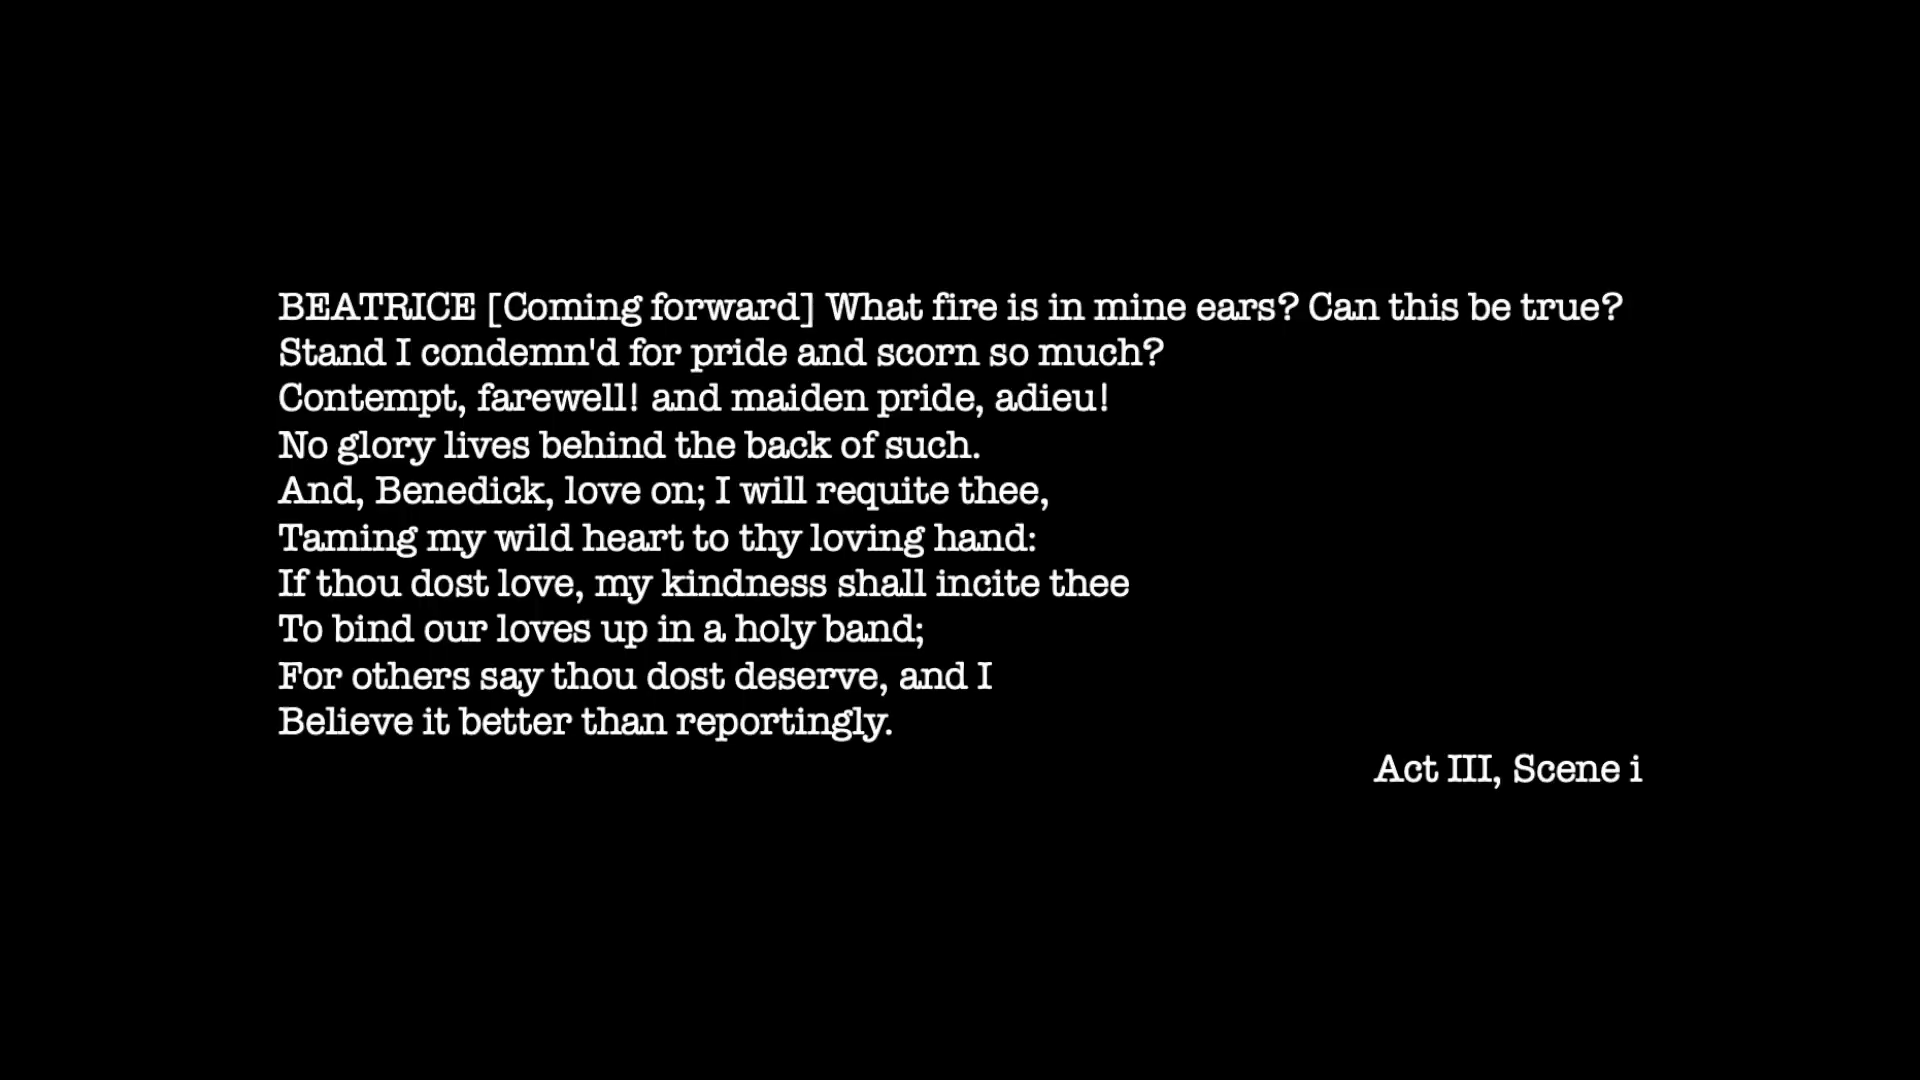 BEATRICE [Coming forward] What fire is in mine ears? Can this be true?
Stand I condemn'd for pride and scorn so much?
Contempt, farewell! and maiden pride, adieu!
No glory lives behind the back of such.
And, Benedick, love on; I will requite thee,
Taming my wild heart to thy loving hand:
If thou dost love, my kindness shall incite thee
To bind our loves up in a holy band;
For others say thou dost deserve, and I
Believe it better than reportingly.
Act III, Scene i